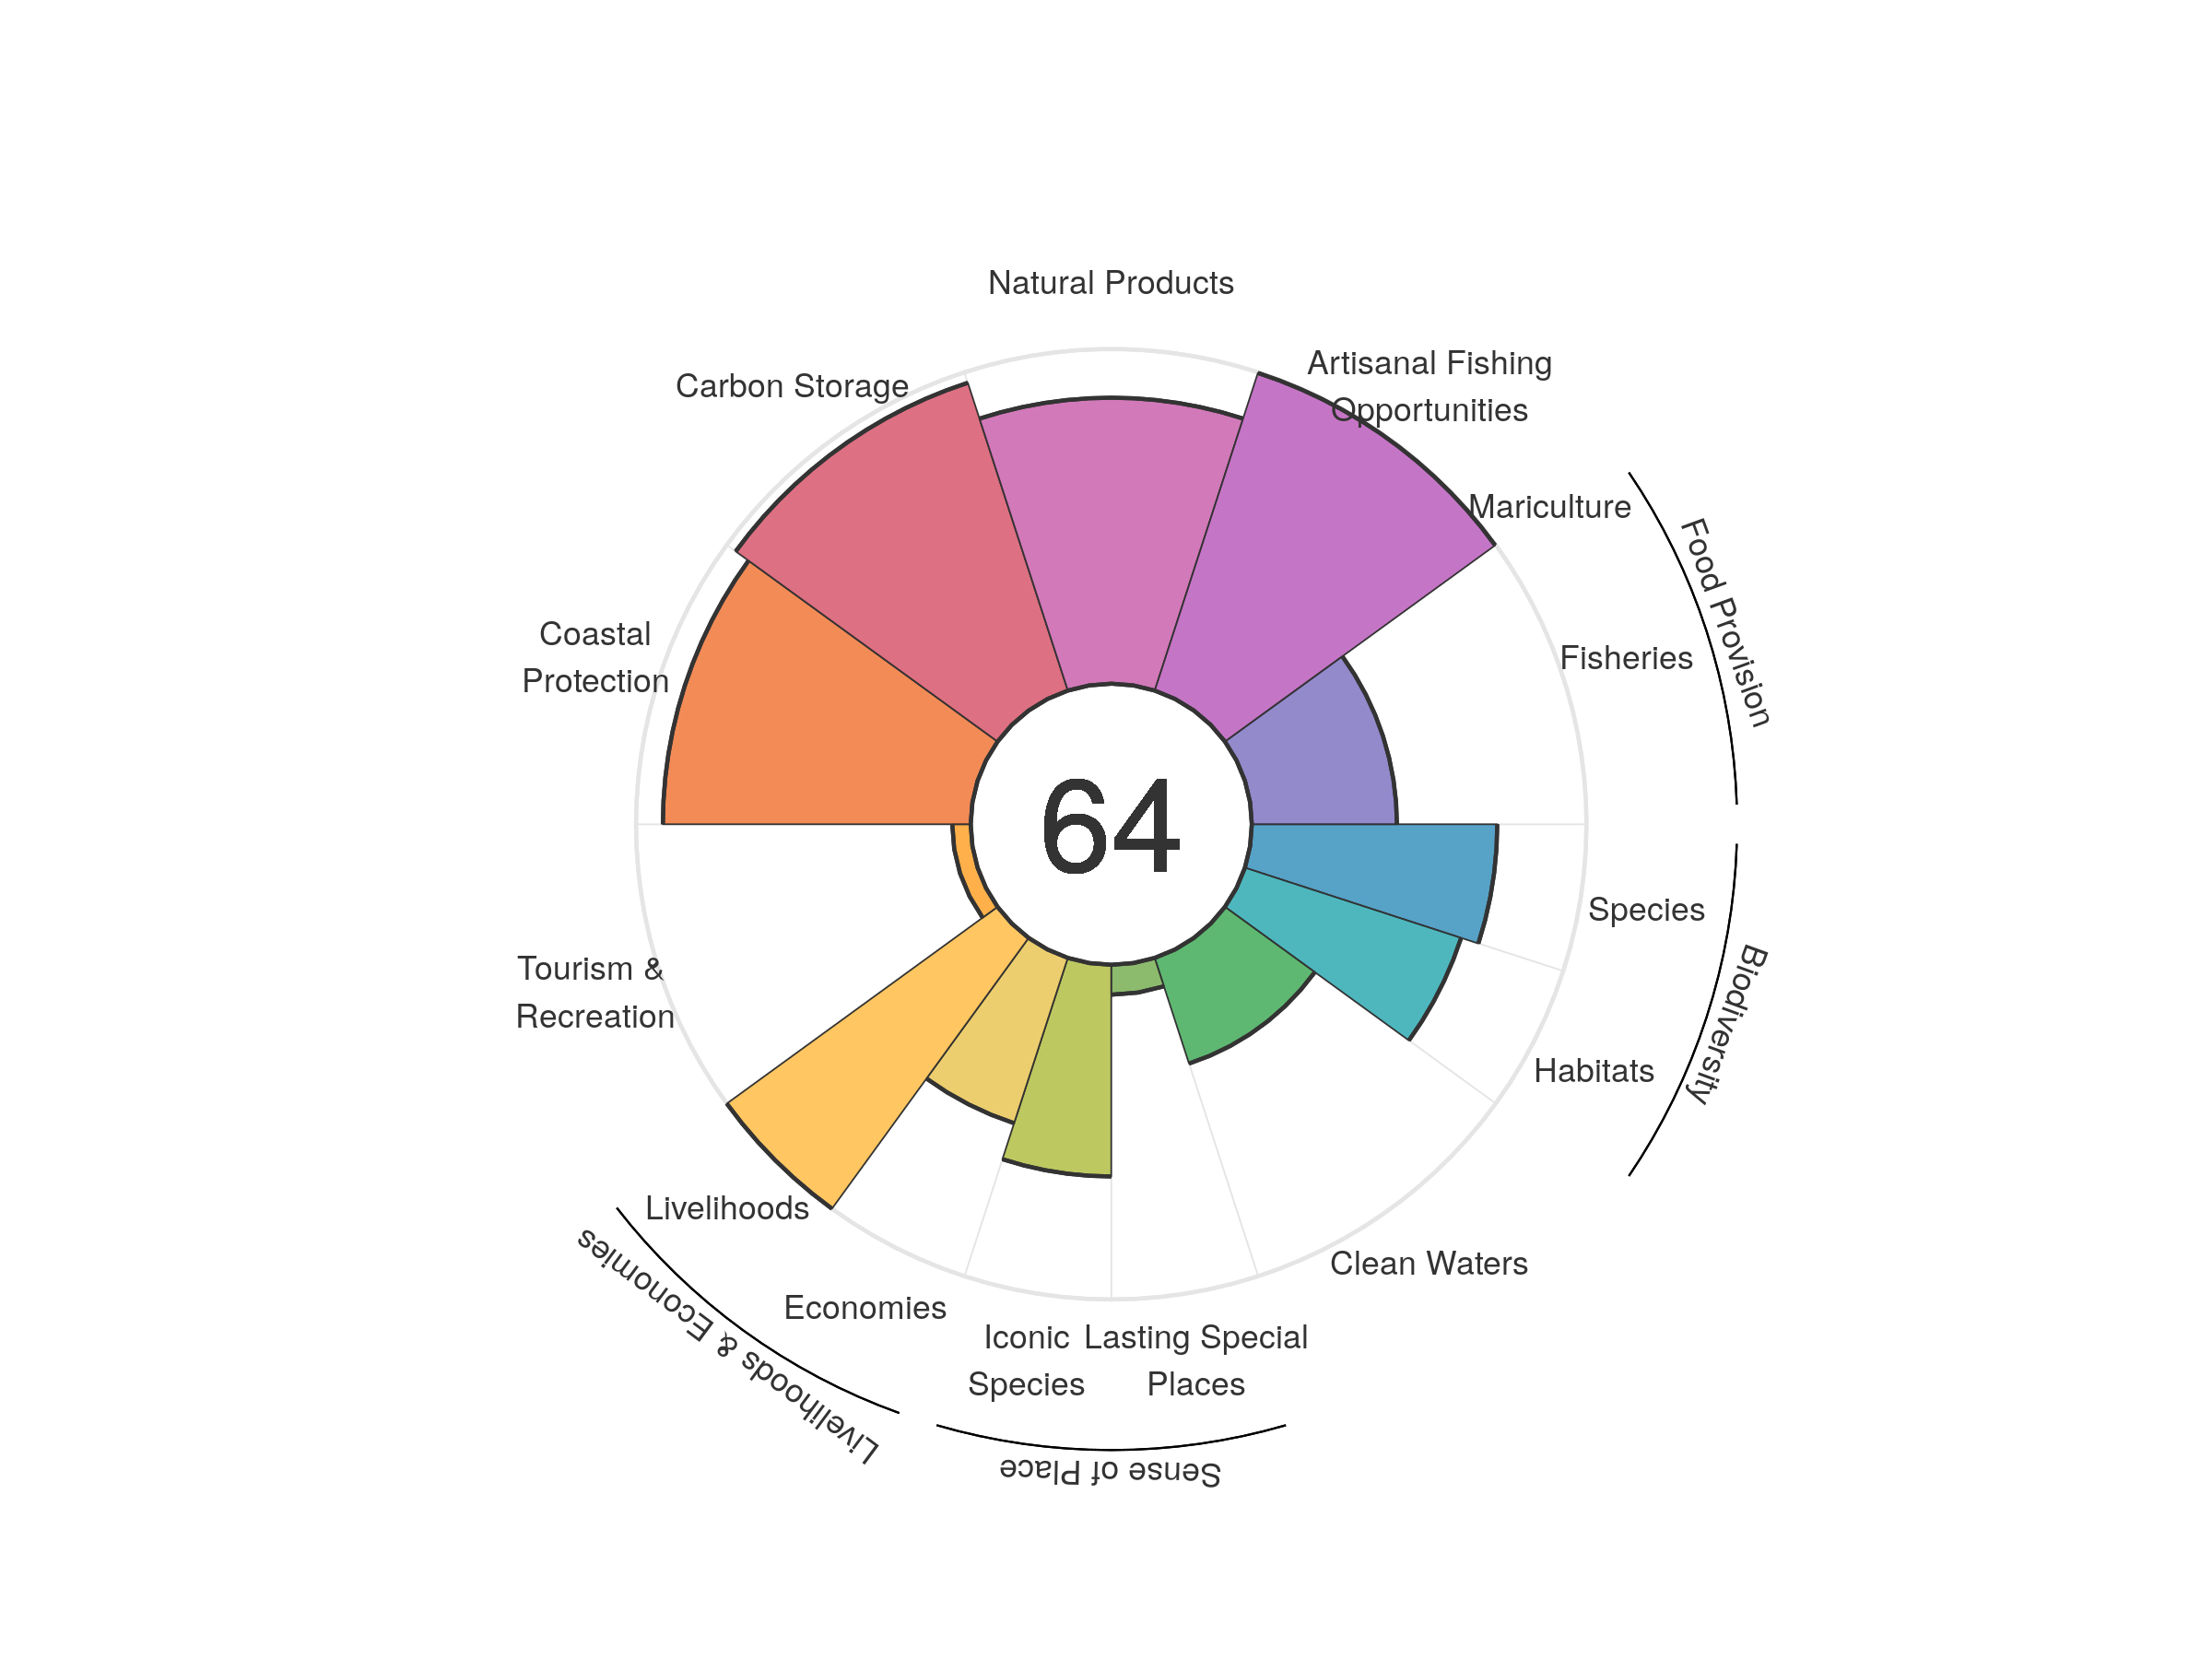 Natural Products
Artisanal Fishing
Opportunities
Carbon Storage
Mariculture
Food Provision
Coastal
Protection
Fisheries
64
Species
Biodiversity
Tourism &
Recreation
Habitats
Livelihoods
Clean Waters
Livelihoods & Economies
Economies
Iconic
Species
Lasting Special
Places
Sense of Place